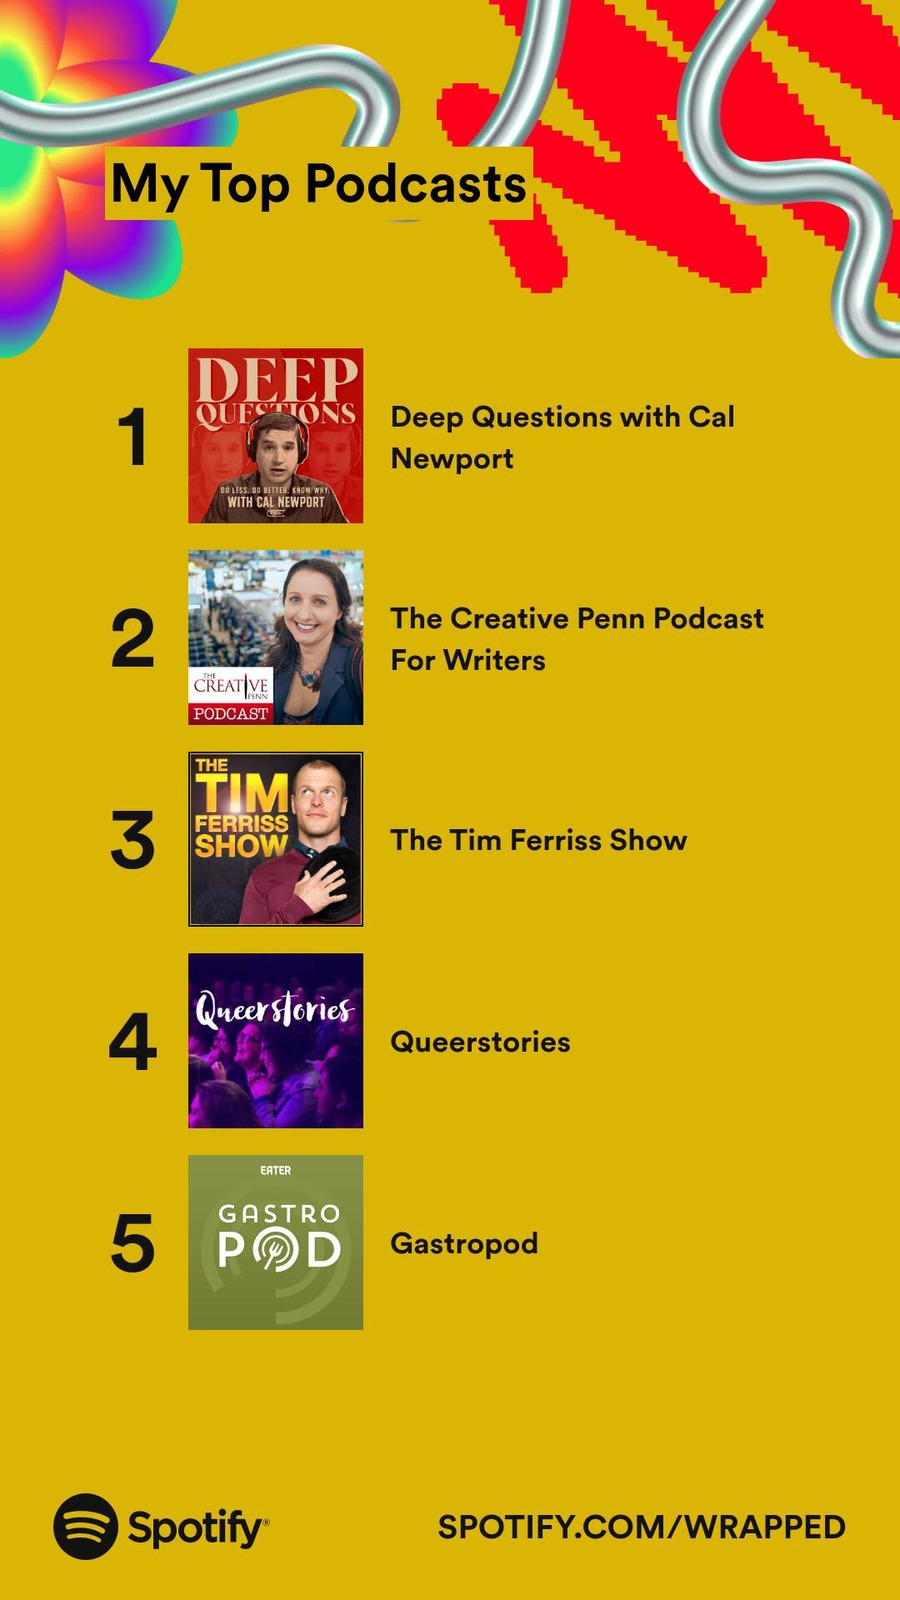 My Top Podcasts
1
DEEP
QUESTIONS
DO LESS. DO BETTER. KNOW WHY.
WITH CAL NEWPORT
Deep Questions with Cal
Newport
2
THE
CREATIVE
PENN
PODCAST
The Creative Penn Podcast
For Writers
3
THE
TIM
FERRISS
SHOW
The Tim Ferriss Show
4
Queerstories
Queerstories
5
EATER
GASTRO
POD
Gastropod
Spotify®
SPOTIFY.COM/WRAPPED